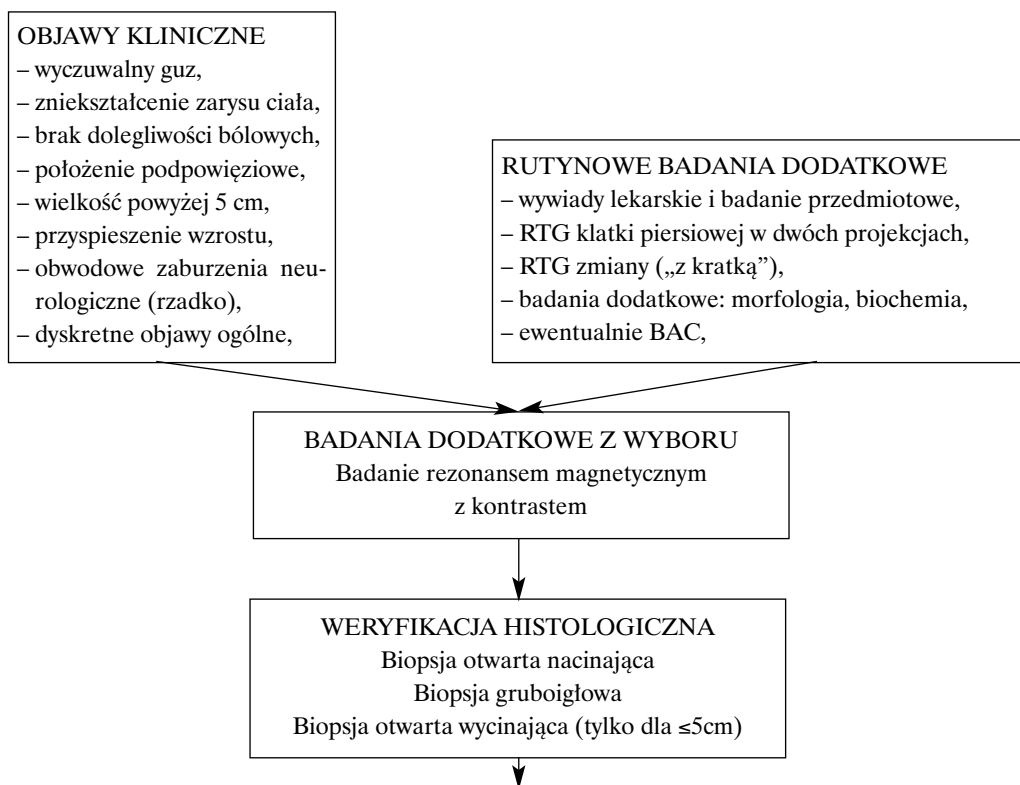 OBJAWY KLINICZNE
– wyczuwalny guz,
– zniekształcenie zarysu ciała,
– brak dolegliwości bólowych,
– położenie podpowięziowe,
– wielkość powyżej 5 cm,
– przyspieszenie wzrostu,
– obwodowe zaburzenia neu-
rologiczne (rzadko),
– dyskretne objawy ogólne,
RUTYNOWE BADANIA DODATKOWE
– wywiady lekarskie i badanie przedmiotowe,
– RTG klatki piersiowej w dwóch projekcjach,
– RTG zmiany („z kratką”),
– badania dodatkowe: morfologia, biochemia,
– ewentualnie BAC,
BADANIA DODATKOWE Z WYBORU
Badanie rezonansem magnetycznym
z kontrastem
WERYFIKACJA HISTOLOGICZNA
Biopsja otwarta nacinająca
Biopsja gruboigłowa
Biopsja otwarta wycinająca (tylko dla ≤5cm)